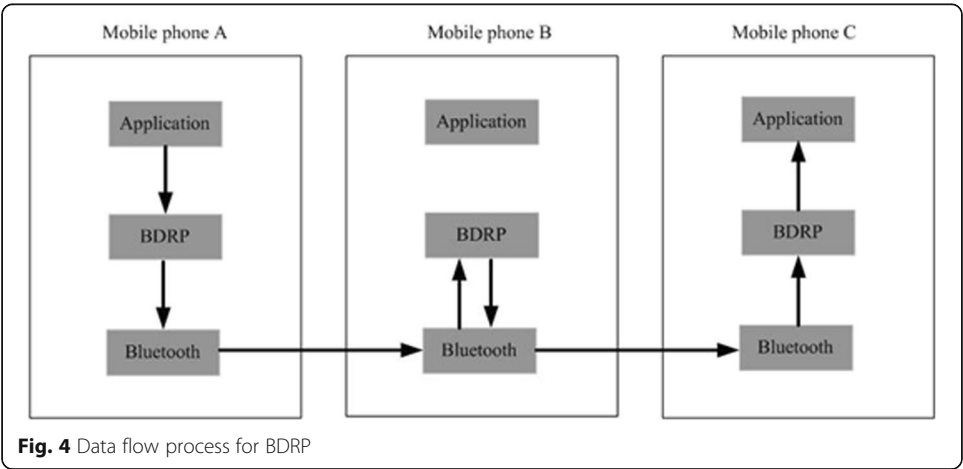 Mobile phone A
Mobile phone B
Mobile phone C
Application
Application
Application
BDRP
BDRP
BDRP
Bluetooth
Bluetooth
Bluetooth
Fig. 4 Data flow process for BDRP